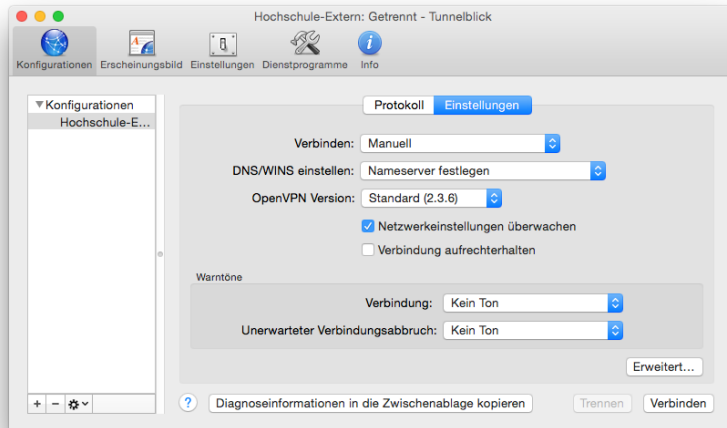 Hochschule-Extern: Getrennt - Tunnelblick
Konfigurationen Erscheinungsbild Einstellungen Dienstprogramme Info
Konfigurationen
Hochschule-E...
Protokoll Einstellungen
Verbinden: Manuell
DNS/WINS einstellen: Nameserver festlegen
OpenVPN Version: Standard (2.3.6)
Netzwerkeinstellungen überwachen
Verbindung aufrechterhalten
Warntöne
Verbindung: Kein Ton
Unerwarteter Verbindungsabbruch: Kein Ton
Erweitert...
? Diagnoseinformationen in die Zwischenablage kopieren Trennen Verbinden